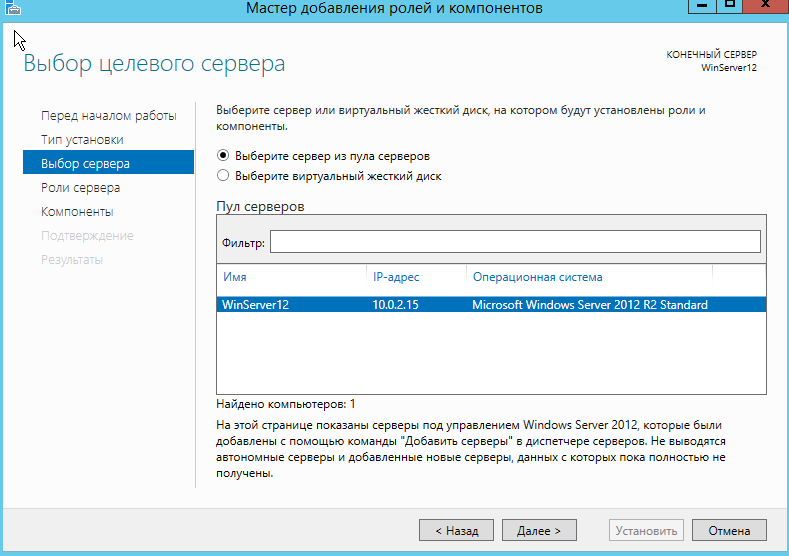 Мастер добавления ролей и компонентов
Выбор целевого сервера
КОНЕЧНЫЙ СЕРВЕР
WinServer12
Перед началом работы
Тип установки
Выбор сервера
Роли сервера
Компоненты
Подтверждение
Результаты
Выберите сервер или виртуальный жесткий диск, на котором будут установлены роли и
компоненты.
Выберите сервер из пула серверов
Выберите виртуальный жесткий диск
Пул серверов
Фильтр:
Имя IP-адрес Операционная система
WinServer12 10.0.2.15 Microsoft Windows Server 2012 R2 Standard
Найдено компьютеров: 1
На этой странице показаны серверы под управлением Windows Server 2012, которые были
добавлены с помощью команды "Добавить серверы" в диспетчере серверов. Не выводятся
автономные серверы и добавленные новые серверы, данных с которых пока полностью не
получены.
< Назад Далее > Установить Отмена